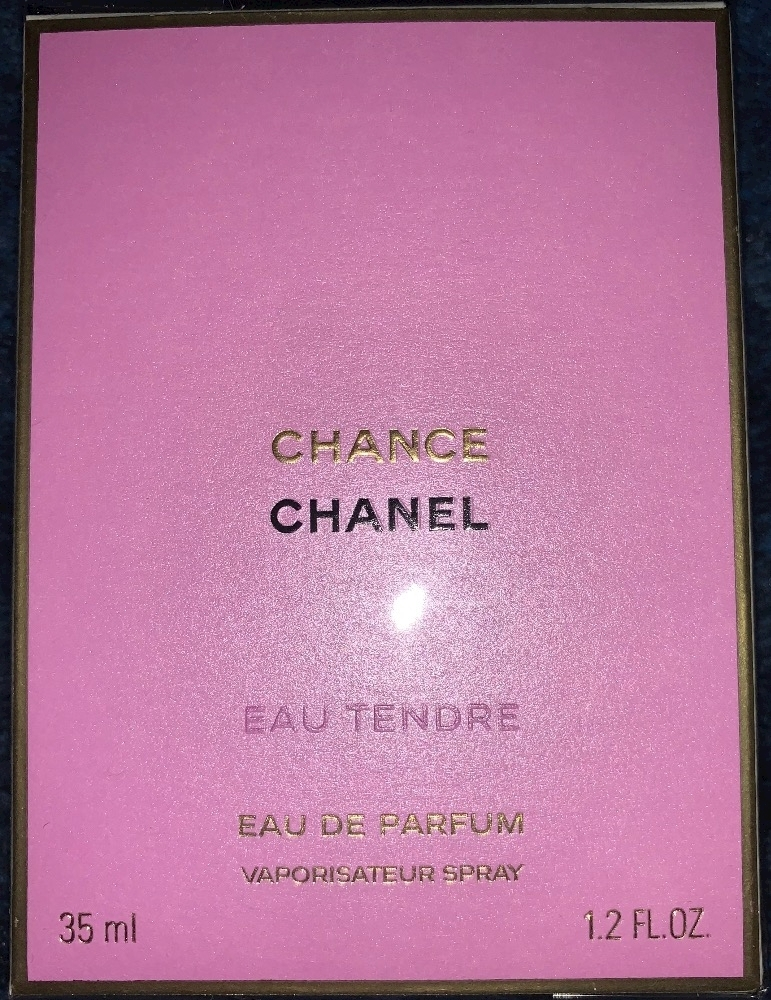 CHANCE
CHANEL
EAU TENDRE
EAU DE PARFUM
VAPORISATEUR SPRAY
35 ml 1.2 FL.OZ.